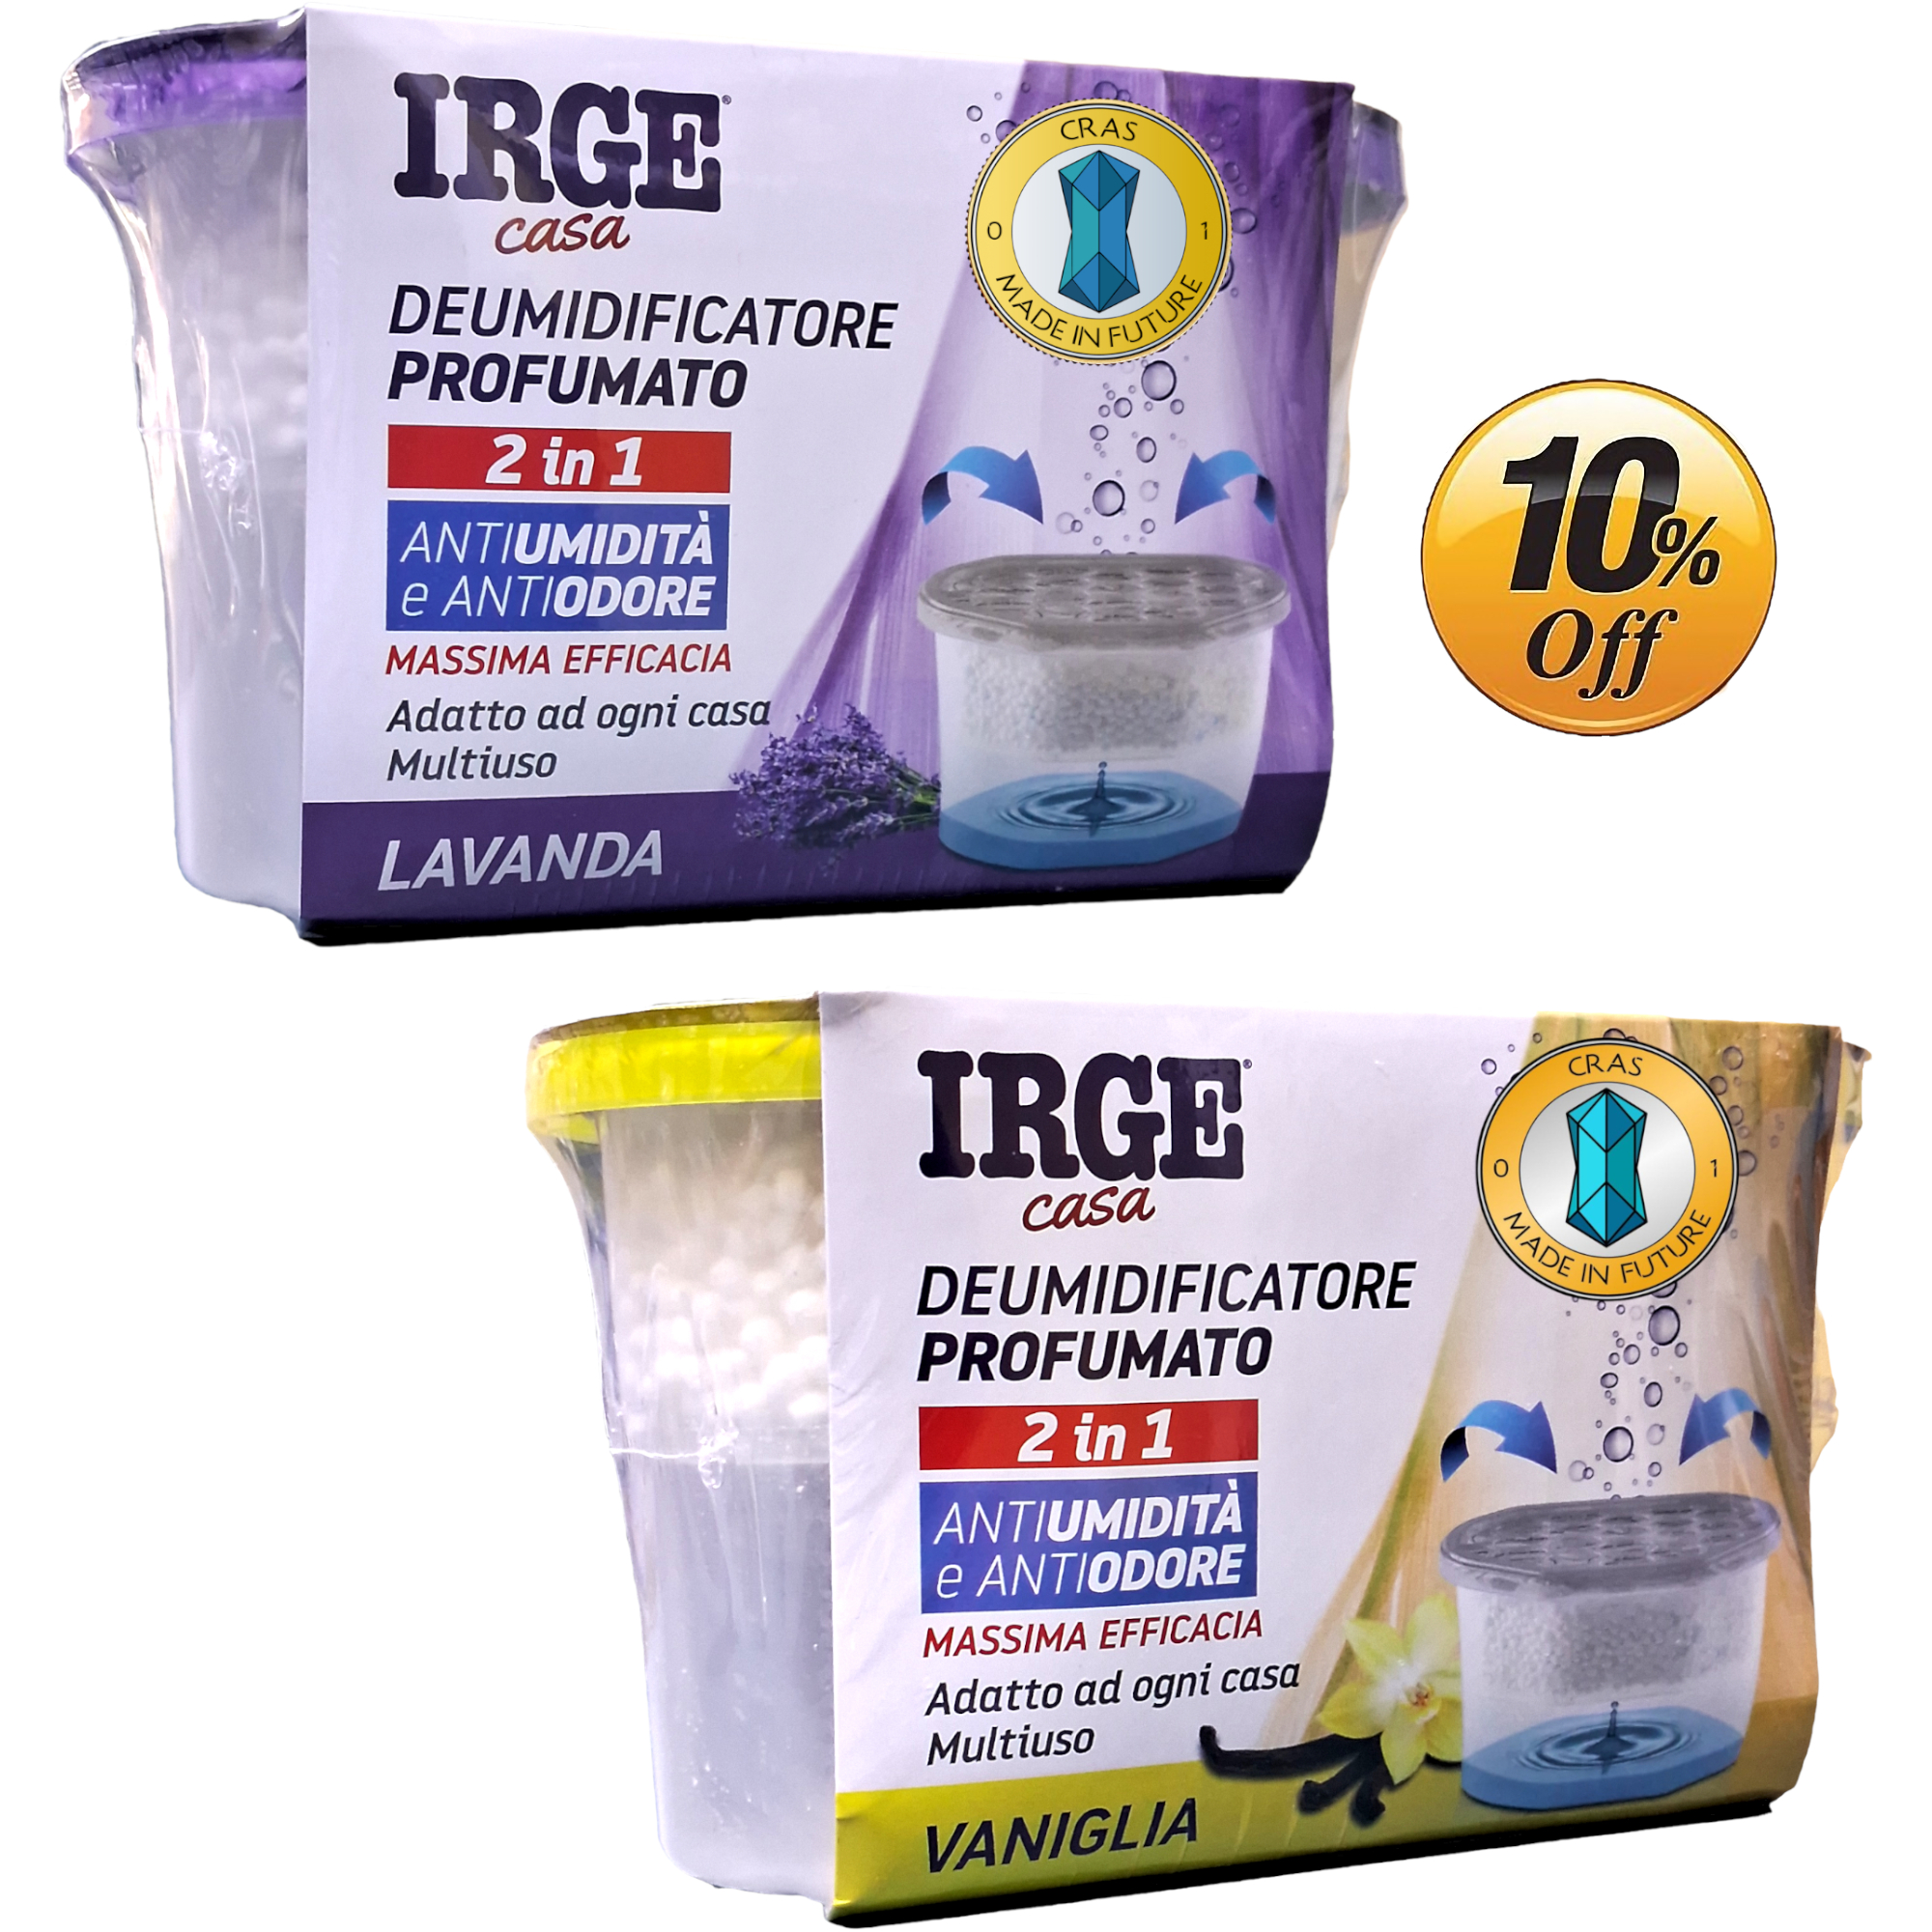 IRGE
casa
DEUMIDIFICATORE
PROFUMATO
2 in 1
ANTIUMIDITÀ
e ANTIODORE
MASSIMA EFFICACIA
Adatto ad ogni casa
Multiuso
LAVANDA
CRAS
0 1
MADE IN FUTURE
10%
Off
IRGE
casa
DEUMIDIFICATORE
PROFUMATO
2 in 1
ANTIUMIDITÀ
e ANTIODORE
MASSIMA EFFICACIA
Adatto ad ogni casa
Multiuso
VANIGLIA
CRAS
0 1
MADE IN FUTURE